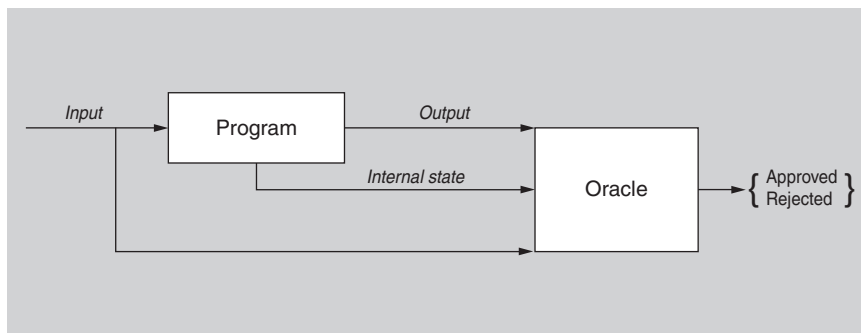 Input
Program
Output
Internal state
Oracle
{ Approved
Rejected }